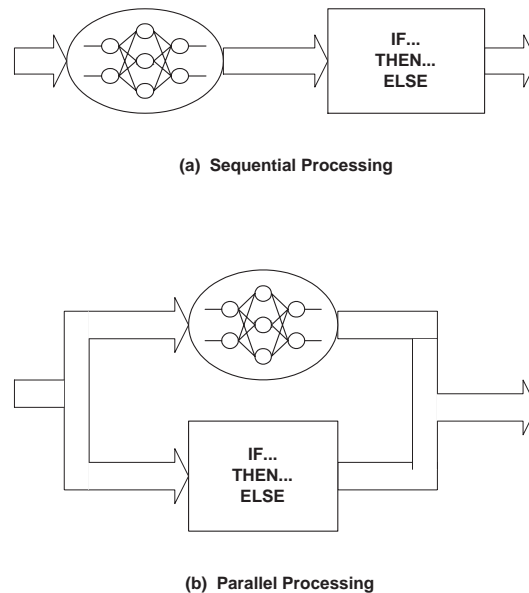 IF...
THEN...
ELSE
(a) Sequential Processing
IF...
THEN...
ELSE
(b) Parallel Processing